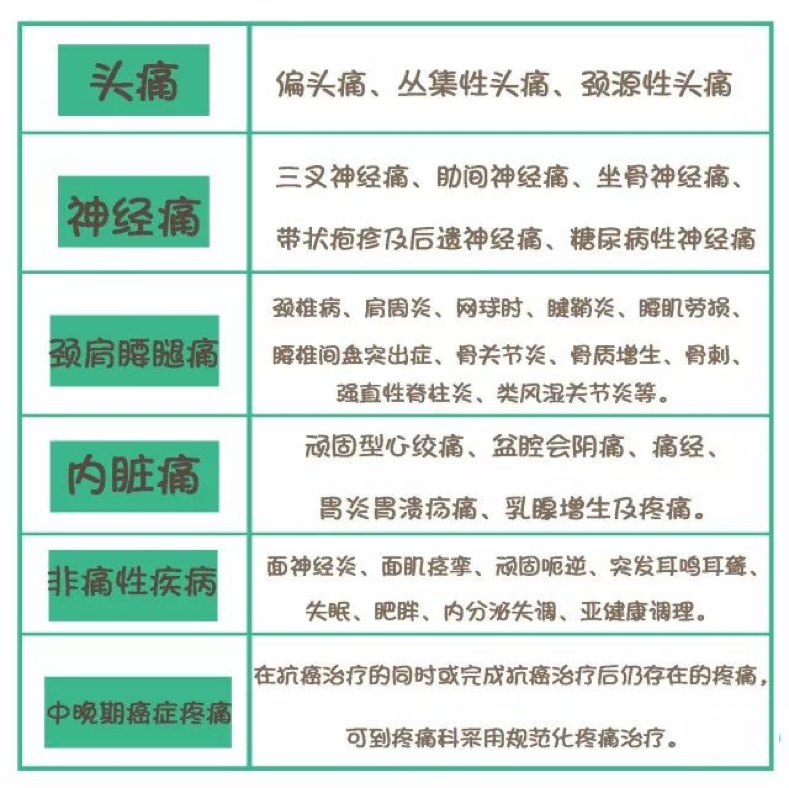 头痛
偏头痛、丛集性头痛、颈源性头痛
神经痛
三叉神经痛、肋间神经痛、坐骨神经痛、
带状疱疹及后遗神经痛、糖尿病性神经痛
颈肩腰腿痛
颈椎病、肩周炎、网球肘、腱鞘炎、腰肌劳损、
腰椎间盘突出症、骨关节炎、骨质增生、骨刺、
强直性脊柱炎、类风湿关节炎等。
内脏痛
顽固型心绞痛、盆腔会阴痛、痛经、
胃炎胃溃疡痛、乳腺增生及疼痛。
非痛性疾病
面神经炎、面肌痉挛、顽固呃逆、突发耳鸣耳聋、
失眠、肥胖、内分泌失调、亚健康调理。
中晚期癌症疼痛
在抗癌治疗的同时或完成抗癌治疗后仍存在的疼痛,
可到疼痛科采用规范化疼痛治疗。